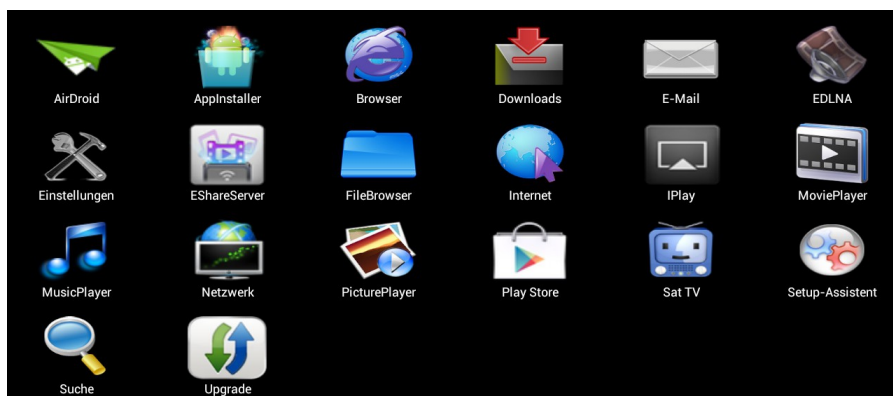 AirDroid AppInstaller Browser Downloads E-Mail EDLNA
Einstellungen EShareServer FileBrowser Internet IPlay MoviePlayer
MusicPlayer Netzwerk PicturePlayer Play Store Sat TV Setup-Assistent
Suche Upgrade